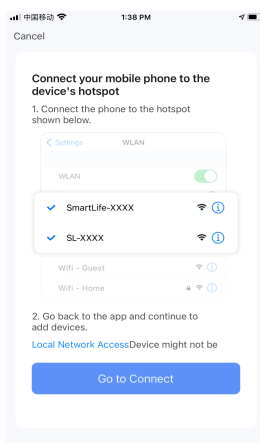 中国移动 1:38 PM
Cancel
Connect your mobile phone to the
device's hotspot
1. Connect the phone to the hotspot
shown below.
Settings WLAN
WLAN
SmartLife-XXXX
SL-XXXX
Wifi - Guest
Wifi - Home
2. Go back to the app and continue to
add devices.
Local Network AccessDevice might not be
Go to Connect